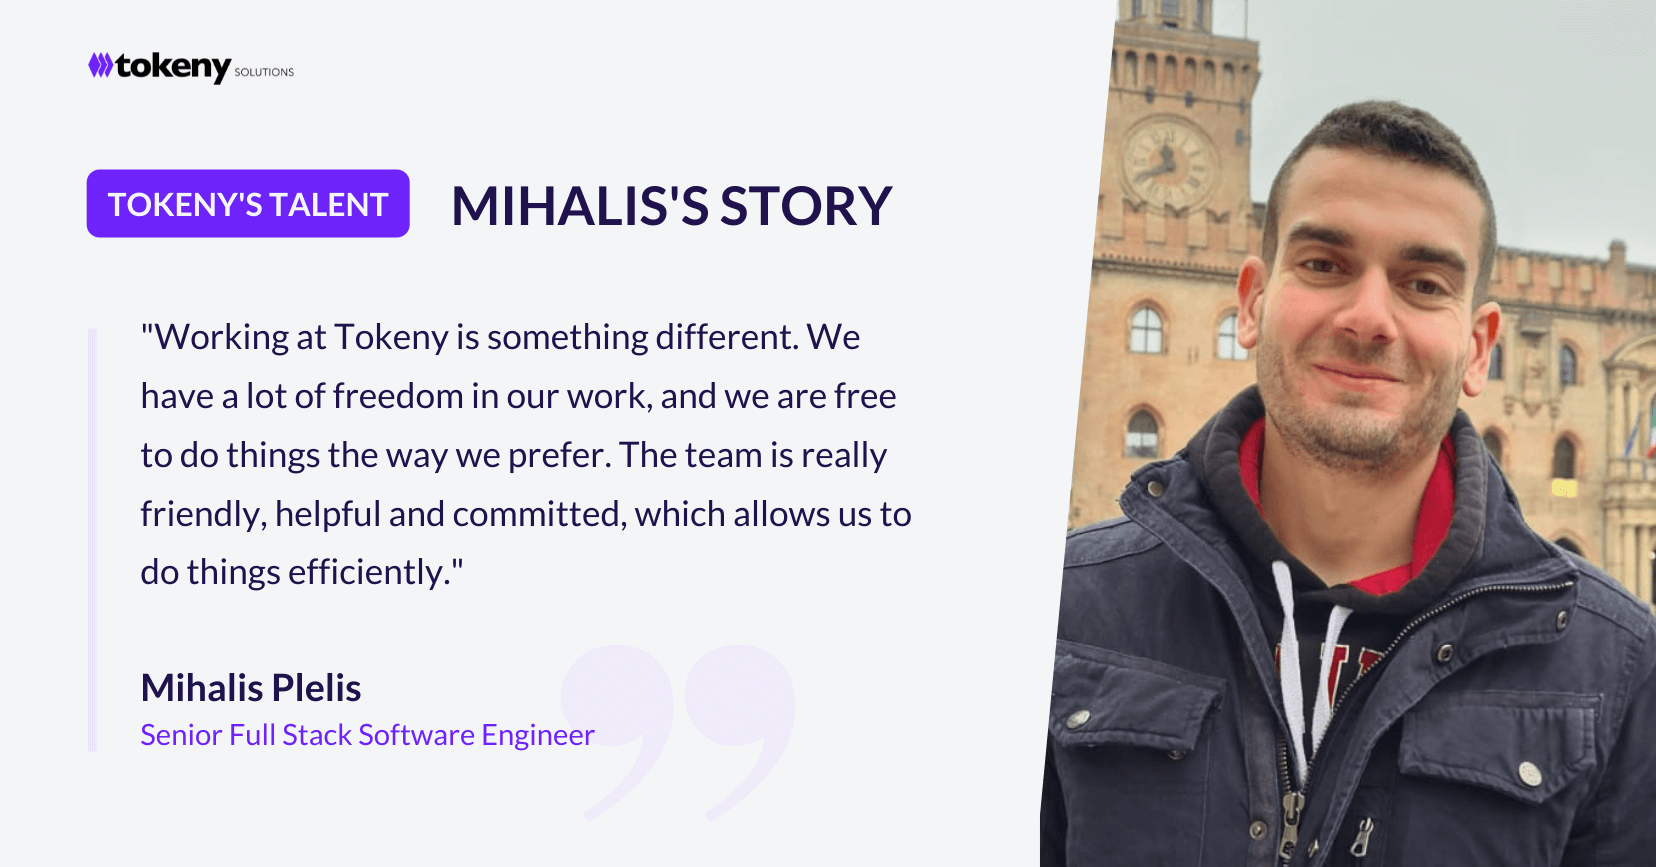 tokeny SOLUTIONS
TOKENY'S TALENT
MIHALIS'S STORY
"Working at Tokeny is something different. We
have a lot of freedom in our work, and we are free
to do things the way we prefer. The team is really
friendly, helpful and committed, which allows us to
do things efficiently."
Mihalis Plelis
Senior Full Stack Software Engineer